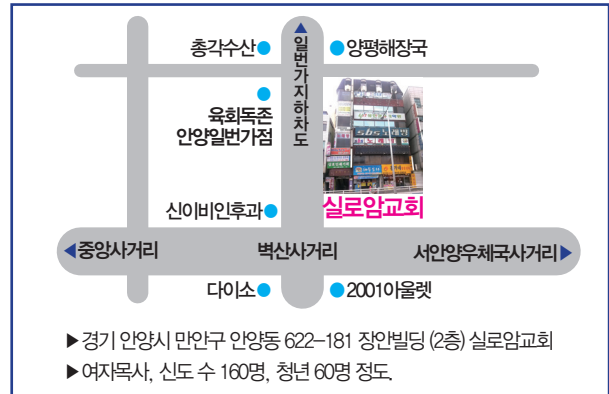 총각수산
양평해장국
일번가지하차도
육회독존
안양일번가점
신이비인후과
실로암교회
중앙사거리
벽산사거리
서안양우체국사거리
다이소
2001아울렛
▶경기 안양시 만안구 안양동 622-181 장안빌딩 (2층) 실로암교회
▶여자목사, 신도 수 160명, 청년 60명 정도.